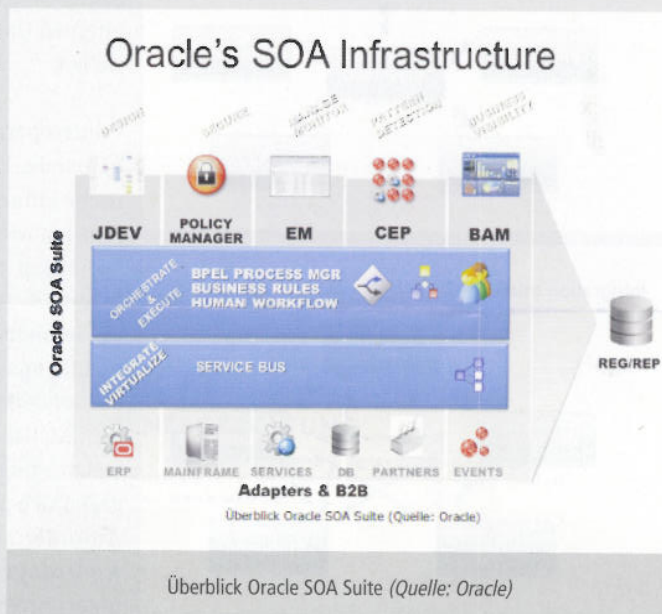 Oracle's SOA Infrastructure
DESIGN
SECURE
MANAGE
MONITOR
PATTERN
DETECTION
BUSINESS
VISIBILITY
JDEV
POLICY
MANAGER
EM
CEP
BAM
Oracle SOA Suite
ORCHESTRATE
&
EXECUTE
BPEL PROCESS MGR
BUSINESS RULES
HUMAN WORKFLOW
INTEGRATE
VIRTUALIZE
SERVICE BUS
REG/REP
ERP
MAINFRAME
SERVICES
DB
PARTNERS
EVENTS
Adapters & B2B
Überblick Oracle SOA Suite (Quelle: Oracle)
Überblick Oracle SOA Suite (Quelle: Oracle)